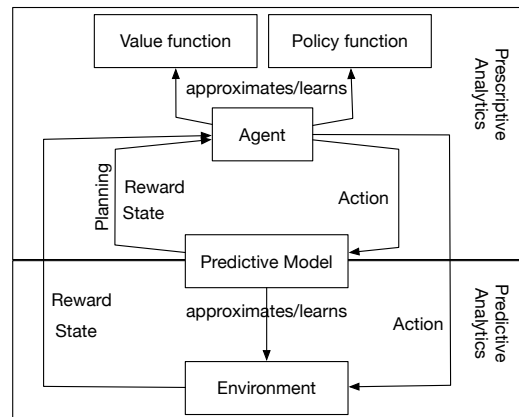 Value function
Policy function
approximates/learns
Agent
Prescriptive
Analytics
Planning
Reward
State
Action
Predictive Model
Reward
State
approximates/learns
Action
Predictive
Analytics
Environment